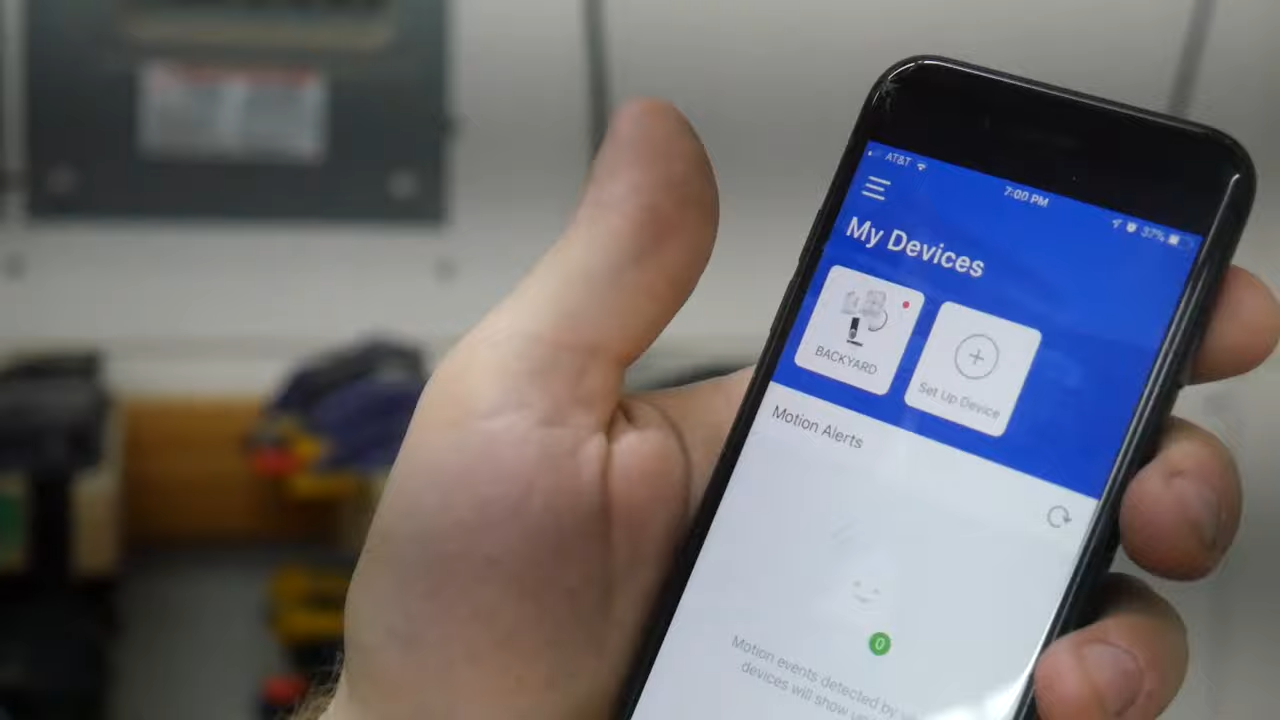 AT&T
7:00 PM
37%
My Devices
BACKYARD
Set Up Device
Motion Alerts
0
Motion events detected by
devices will show